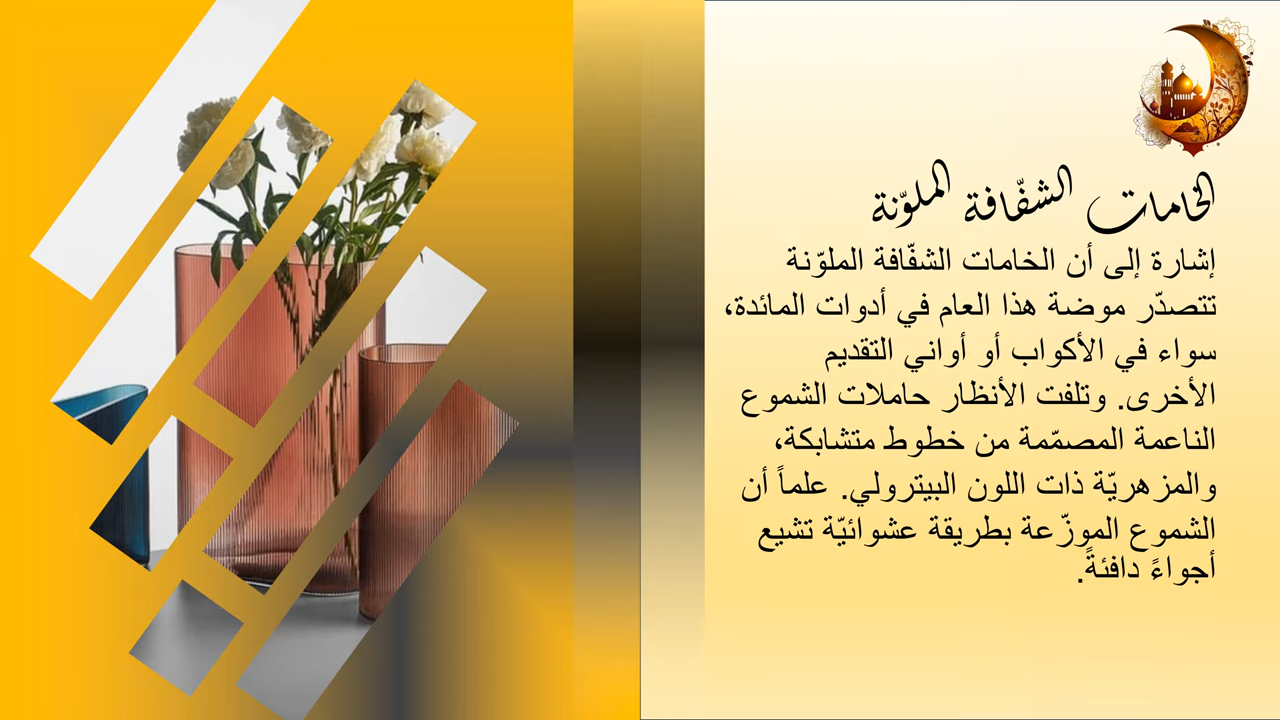 الخامات الشفّافة الملوّنة
إشارة إلى أن الخامات الشفّافة الملوّنة
تتصدّر موضة هذا العام في أدوات المائدة،
سواء في الأكواب أو أواني التقديم
الأخرى. وتلفت الأنظار حاملات الشموع
الناعمة المصمّمة من خطوط متشابكة،
والمزهريّة ذات اللون البيترولي. علماً أن
الشموع الموزّعة بطريقة عشوائيّة تشيع
أجواءً دافئةً.